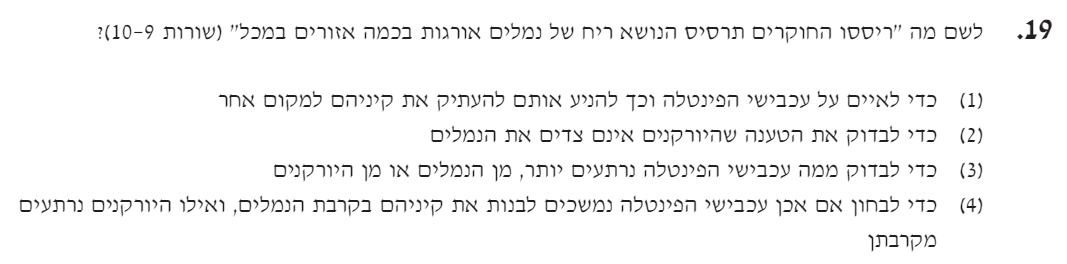 19. לשם מה "ריססו החוקרים תרסיס הנושא ריח של נמלים אורגות בכמה אזורים במכל" (שורות 9-10)?
(1) כדי לאיים על עכבישי הפינטלה וכך להניע אותם להעתיק את קיניהם למקום אחר
(2) כדי לבדוק את הטענה שהיורקנים אינם צדים את הנמלים
(3) כדי לבדוק ממה עכבישי הפינטלה נרתעים יותר, מן הנמלים או מן היורקנים
(4) כדי לבחון אם אכן עכבישי הפינטלה נמשכים לבנות את קיניהם בקרבת הנמלים, ואילו היורקנים נרתעים
מקרבתן